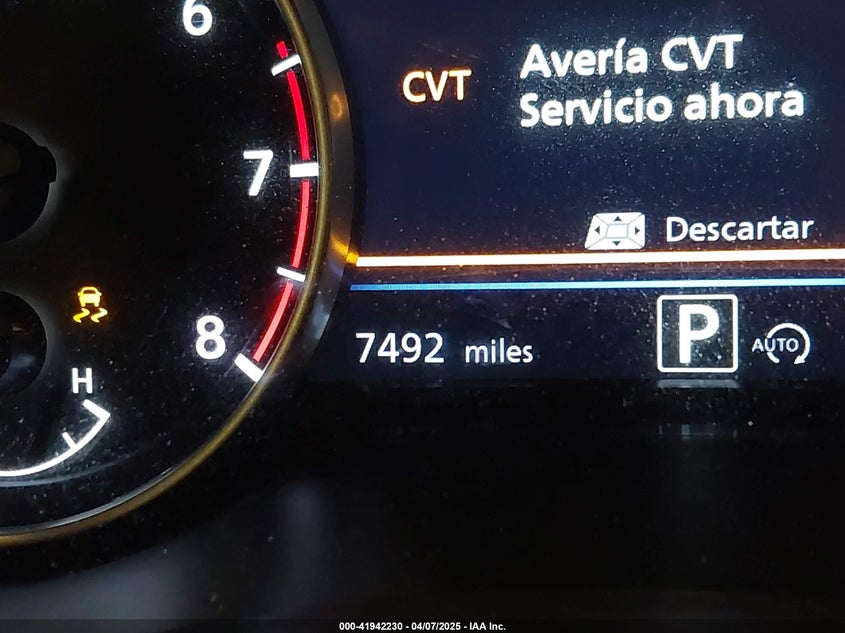 6
CVT
Avería CVT
Servicio ahora
7
Descartar
8
7492 miles
P
AUTO
H
000-41942230 - 04/07/2025 - IAA Inc.